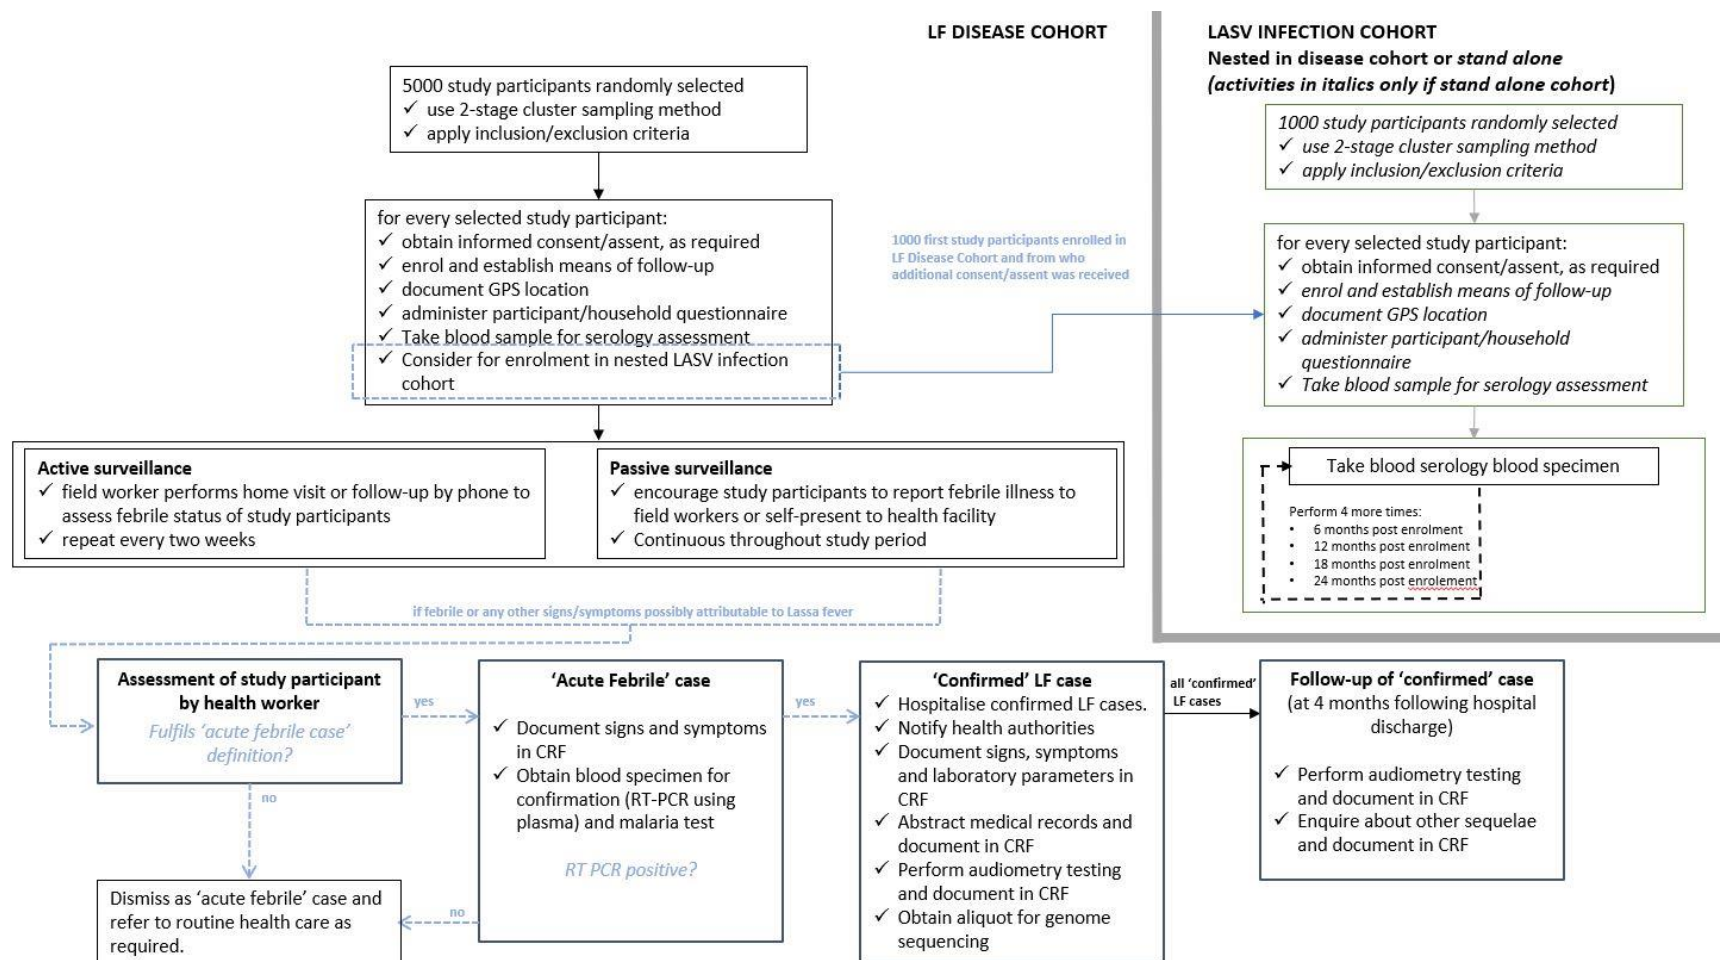 LF DISEASE COHORT
5000 study participants randomly selected
✓ use 2-stage cluster sampling method
✓ apply inclusion/exclusion criteria
for every selected study participant:
✓ obtain informed consent/assent, as required
✓ enrol and establish means of follow-up
✓ document GPS location
✓ administer participant/household questionnaire
✓ Take blood sample for serology assessment
✓ Consider for enrolment in nested LASV infection
cohort
1000 first study participants enrolled in
LF Disease Cohort and from who
additional consent/assent was received
LASV INFECTION COHORT
Nested in disease cohort or stand alone
(activities in italics only if stand alone cohort)
1000 study participants randomly selected
✓ use 2-stage cluster sampling method
✓ apply inclusion/exclusion criteria
for every selected study participant:
✓ obtain informed consent/assent, as required
✓ enrol and establish means of follow-up
✓ document GPS location
✓ administer participant/household
questionnaire
✓ Take blood sample for serology assessment
Take blood serology blood specimen
Perform 4 more times:
• 6 months post enrolment
• 12 months post enrolment
• 18 months post enrolment
• 24 months post enrolement
Active surveillance
✓ field worker performs home visit or follow-up by phone to
assess febrile status of study participants
✓ repeat every two weeks
Passive surveillance
✓ encourage study participants to report febrile illness to
field workers or self-present to health facility
✓ Continuous throughout study period
if febrile or any other signs/symptoms possibly attributable to Lassa fever
Assessment of study participant
by health worker
Fulfils ‘acute febrile case’
definition?
yes
no
Dismiss as ‘acute febrile’ case and
refer to routine health care as
required.
‘Acute Febrile’ case
✓ Document signs and symptoms
in CRF
✓ Obtain blood specimen for
confirmation (RT-PCR using
plasma) and malaria test
RT PCR positive?
no
yes
‘Confirmed’ LF case
✓ Hospitalise confirmed LF cases.
✓ Notify health authorities
✓ Document signs, symptoms
and laboratory parameters in
CRF
✓ Abstract medical records and
document in CRF
✓ Perform audiometry testing
and document in CRF
✓ Obtain aliquot for genome
sequencing
all ‘confirmed’
LF cases
Follow-up of ‘confirmed’ case
(at 4 months following hospital
discharge)
✓ Perform audiometry testing
and document in CRF
✓ Enquire about other sequelae
and document in CRF